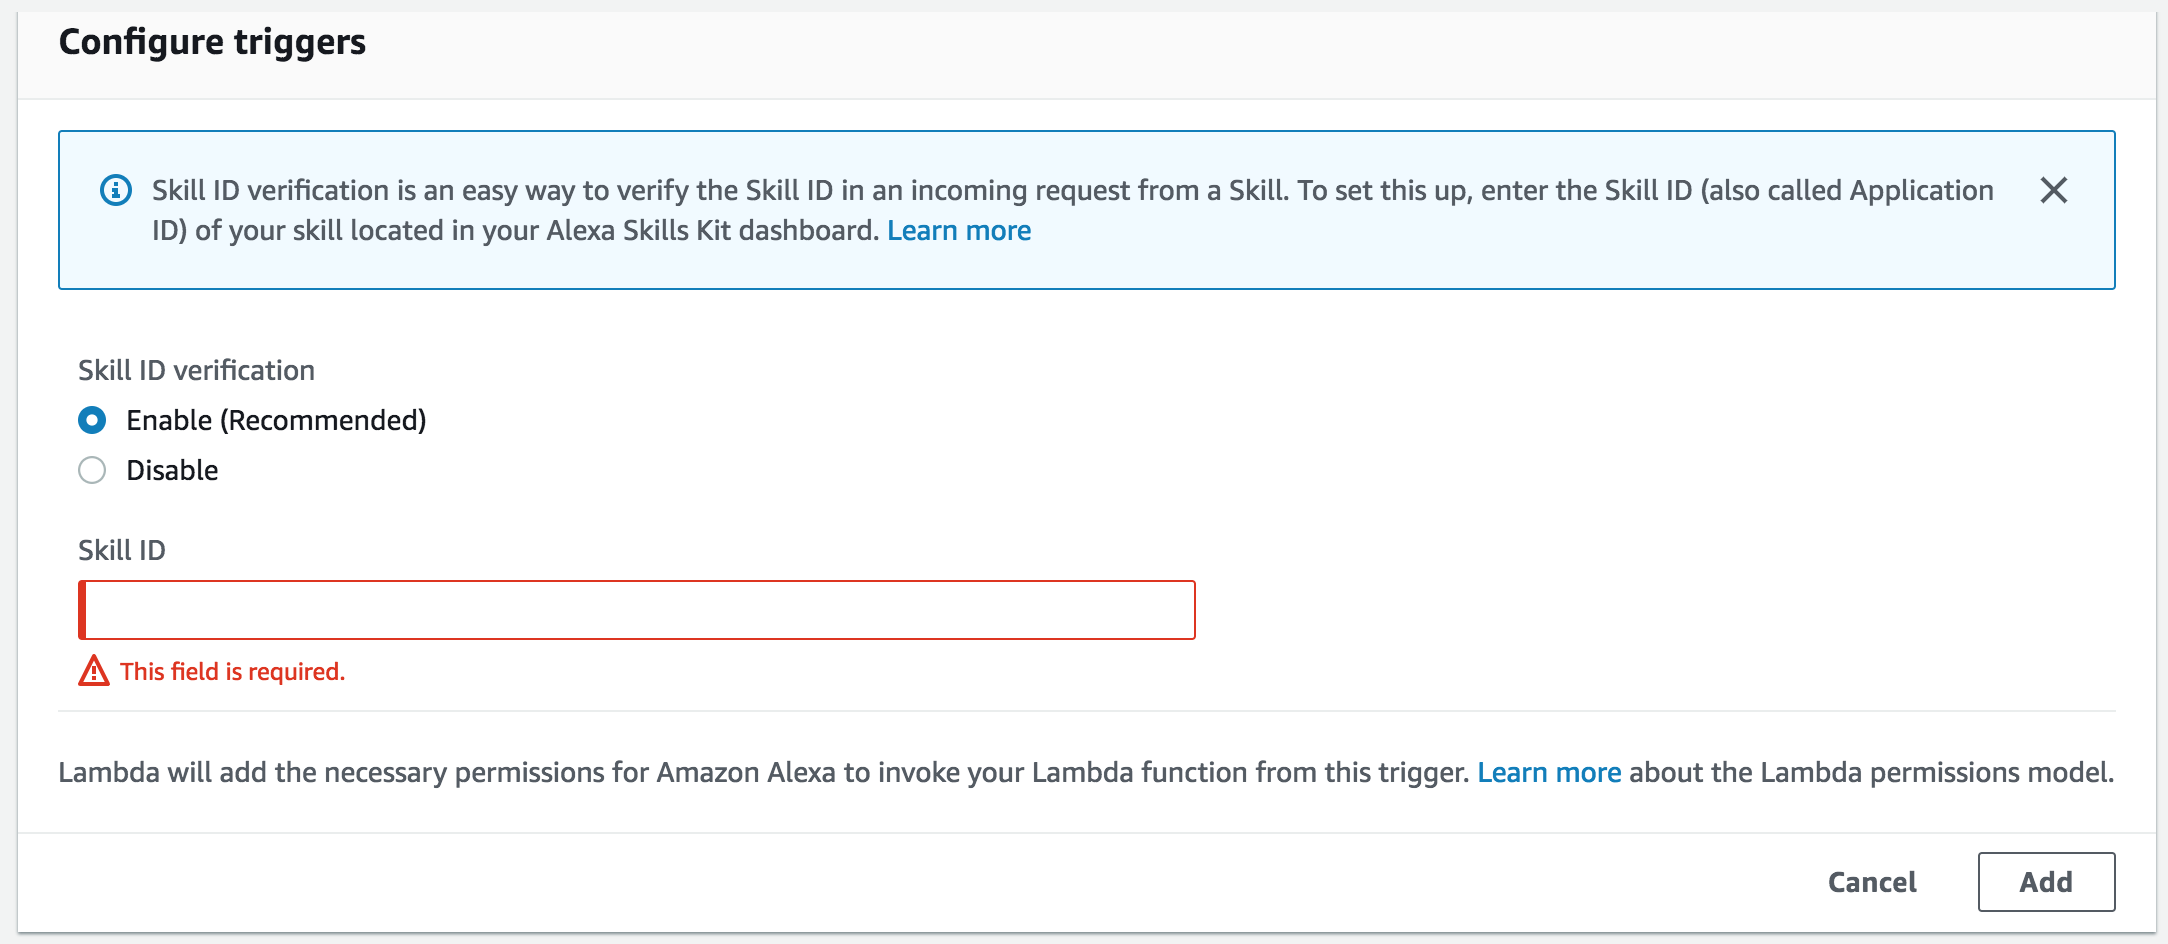 Configure triggers
Skill ID verification is an easy way to verify the Skill ID in an incoming request from a Skill. To set this up, enter the Skill ID (also called Application
ID) of your skill located in your Alexa Skills Kit dashboard. Learn more
Skill ID verification
Enable (Recommended)
Disable
Skill ID
This field is required.
Lambda will add the necessary permissions for Amazon Alexa to invoke your Lambda function from this trigger. Learn more about the Lambda permissions model.
Cancel
Add